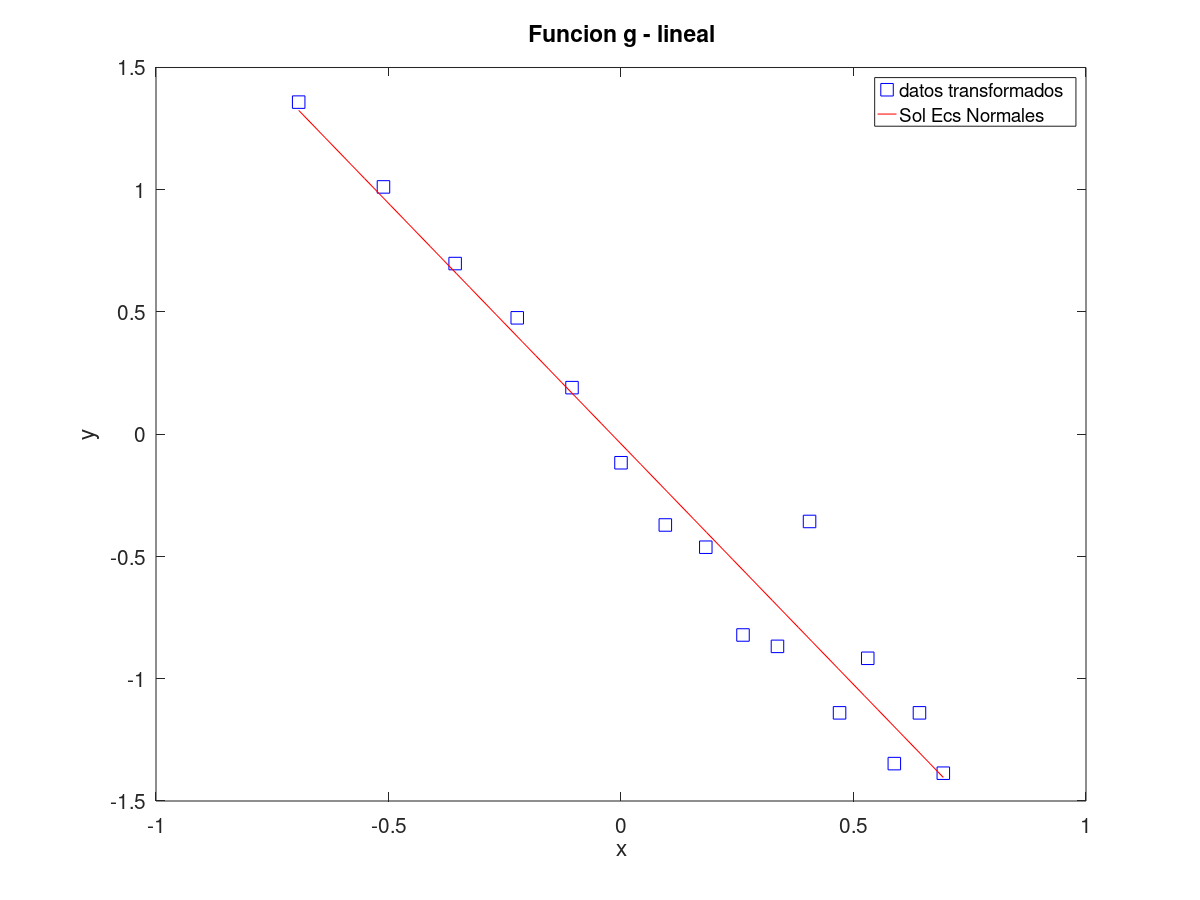 Funcion g - lineal
1.5
datos transformados
Sol Ecs Normales
1
0.5
0
-0.5
-1
-1.5
y
-1 -0.5 0 0.5 1
x